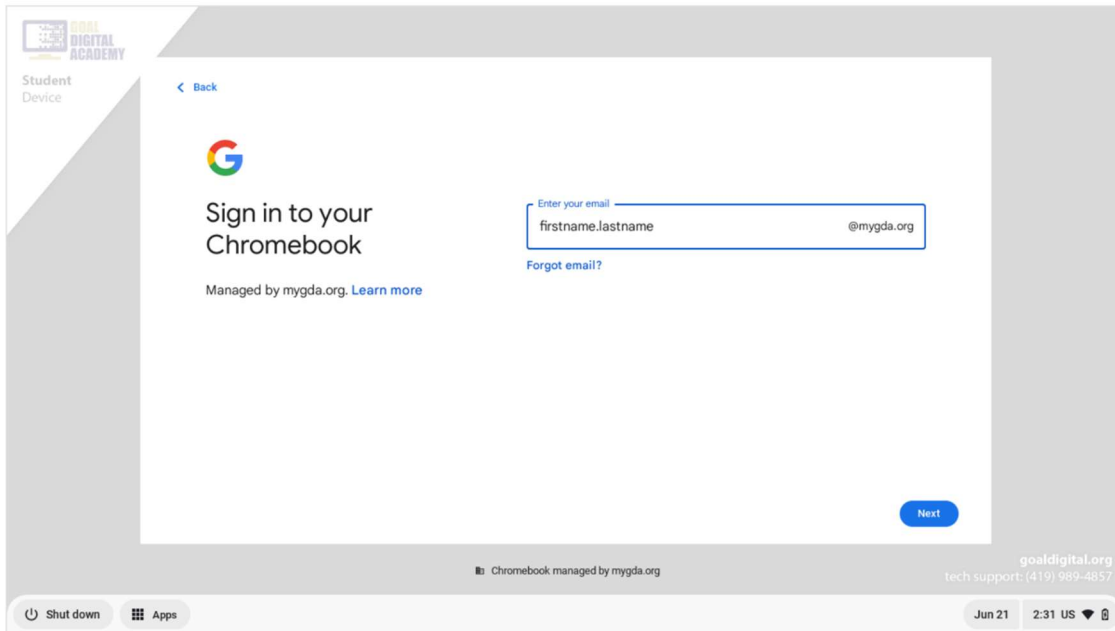 GOAL
DIGITAL
ACADEMY
Student
Device
Back
Sign in to your
Chromebook
Managed by mygda.org. Learn more
Enter your email
firstname.lastname @mygda.org
Forgot email?
Next
Chromebook managed by mygda.org
goaldigital.org
tech support: (419) 989-4857
Shut down Apps Jun 21 2:31 US